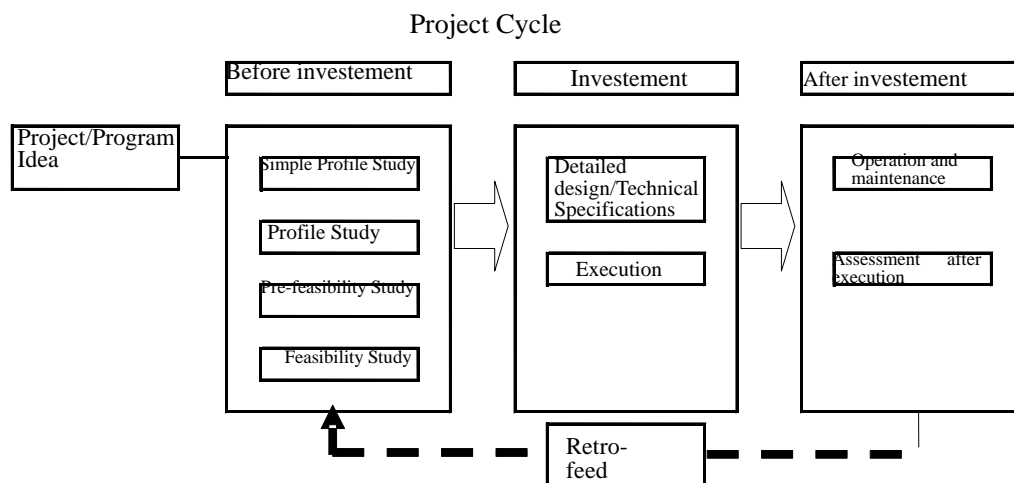 Project Cycle
Before investement
Investement
After investement
Project/Program
Idea
Simple Profile Study
Profile Study
Pre-feasibility Study
Feasibility Study
Detailed
design/Technical
Specifications
Execution
Operation and
maintenance
Assessment after
execution
Retro-
feed